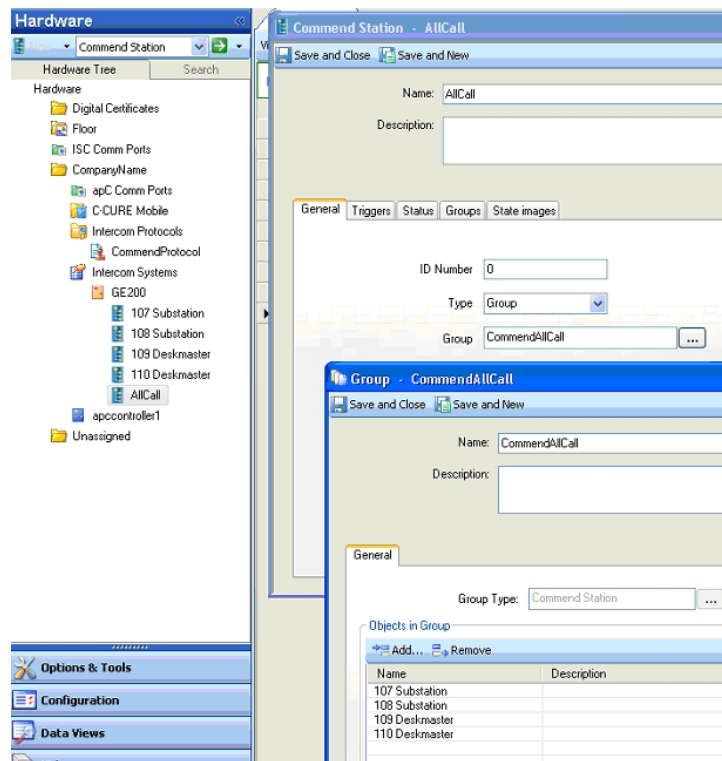 Hardware
Commend Station
Hardware Tree
Search
Hardware
Digital Certificates
Floor
ISC Comm Ports
CompanyName
apC Comm Ports
C•CURE Mobile
Intercom Protocols
CommendProtocol
Intercom Systems
GE200
107 Substation
108 Substation
109 Deskmaster
110 Deskmaster
AllCall
apccontroller1
Unassigned
Options & Tools
Configuration
Data Views
Commend Station - AllCall
Save and Close Save and New
Name: AllCall
Description:
General Triggers Status Groups State images
ID Number 0
Type Group
Group CommendAllCall ...
Group - CommendAllCall
Save and Close Save and New
Name: CommendAllCall
Description:
General
Group Type: Commend Station ...
Objects in Group
Add... Remove
Name Description
107 Substation
108 Substation
109 Deskmaster
110 Deskmaster